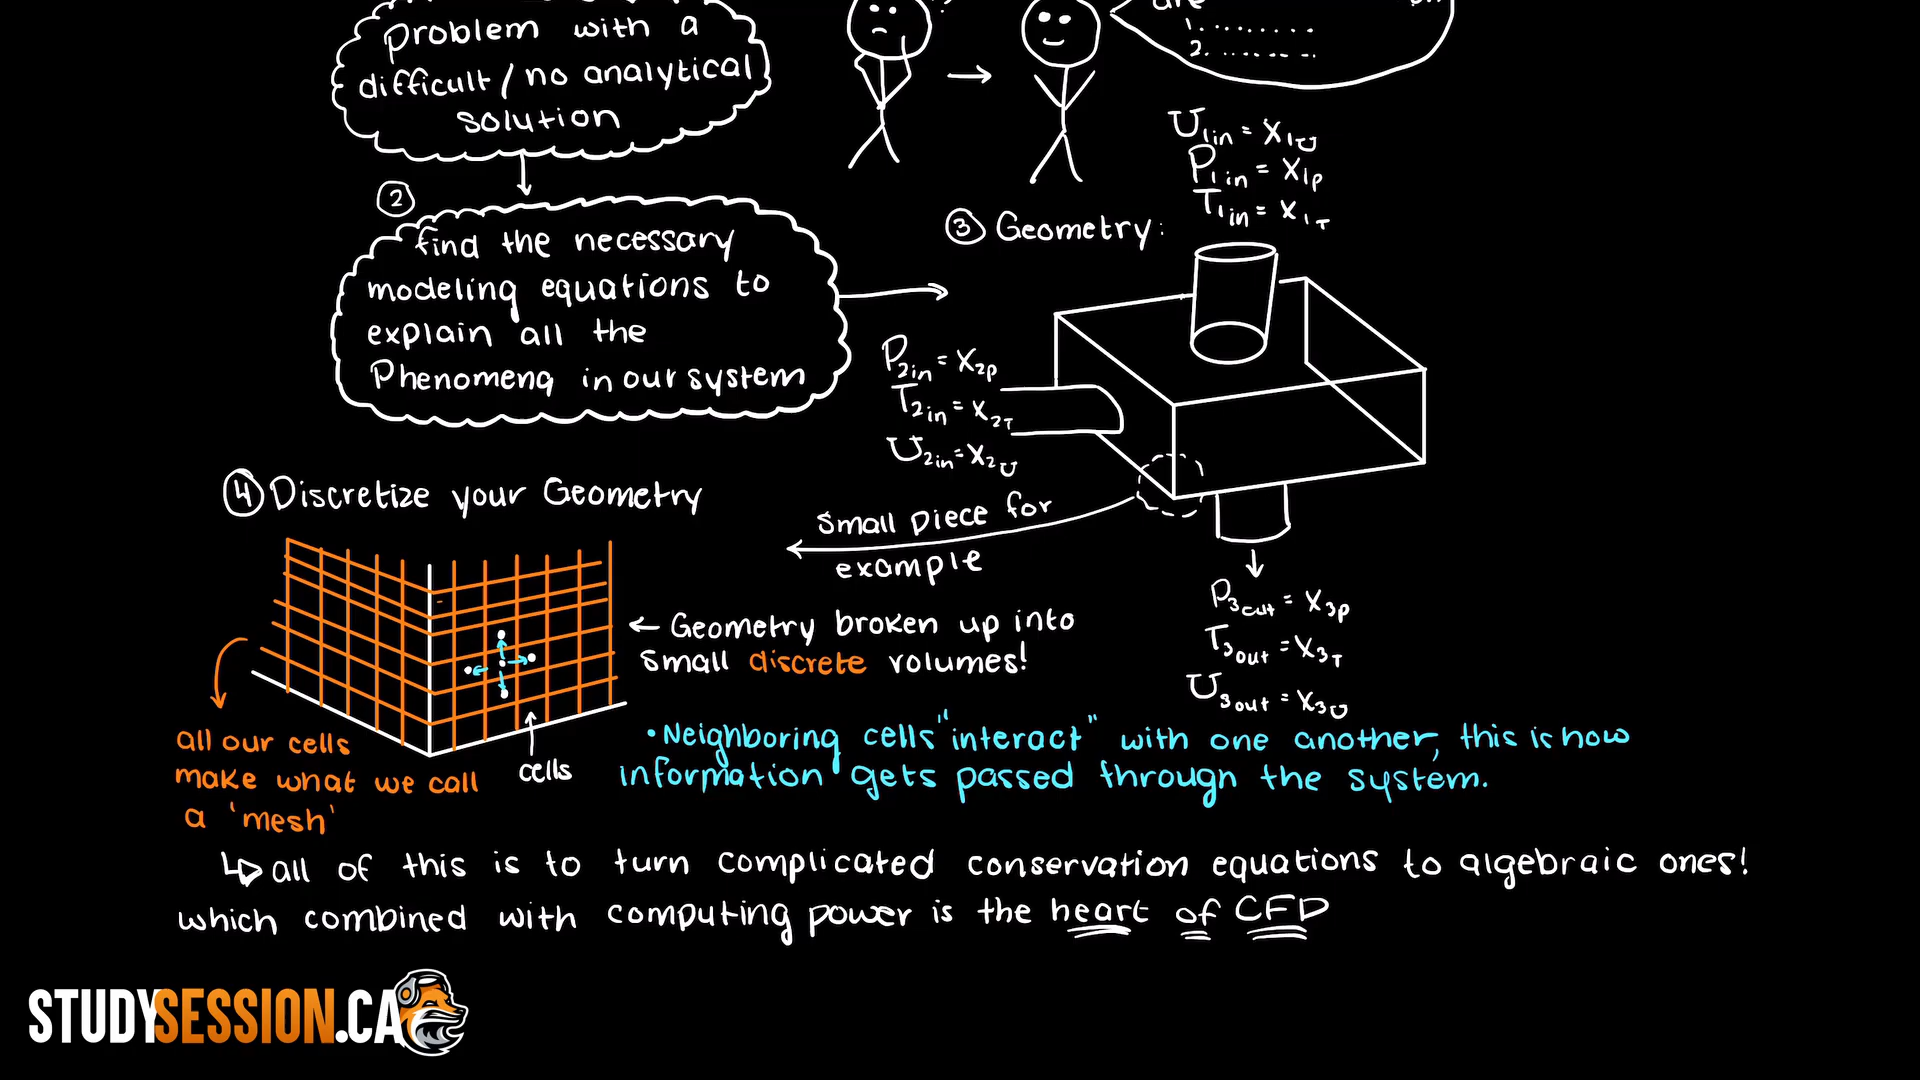 problem with a
difficult/no analytical
solution
are
1. . . . . . . . .
2. . . . . . . . .
②
find the necessary
modeling equations to
explain all the
Phenomena in our system
③ Geometry:
U1in = X1U
P1in = X1P
T1in = X1T
P2in = X2P
T2in = X2T
U2in = X2U
small piece for
example
P3out = X3P
T3out = X3T
U3out = X3U
④ Discretize your Geometry
← Geometry broken up into
small discrete volumes!
cells
all our cells
make what we call
a 'mesh'
• Neighboring cells "interact" with one another, this is how
information gets passed through the system.
↳ all of this is to turn complicated conservation equations to algebraic ones!
which combined with computing power is the heart of CFD
STUDYSESSION.CA